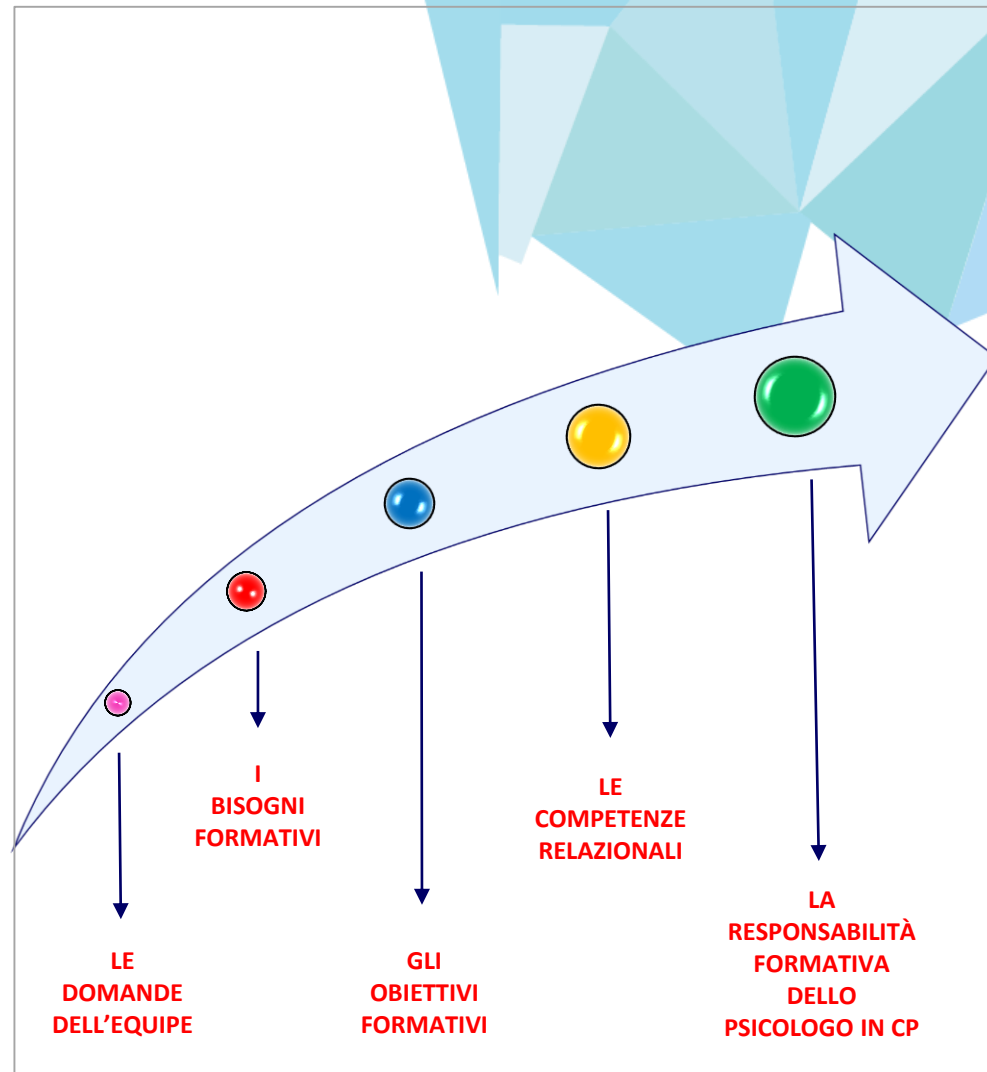 LE
DOMANDE
DELL’EQUIPE
I
BISOGNI
FORMATIVI
GLI
OBIETTIVI
FORMATIVI
LE
COMPETENZE
RELAZIONALI
LA
RESPONSABILITÀ
FORMATIVA
DELLO
PSICOLOGO IN CP